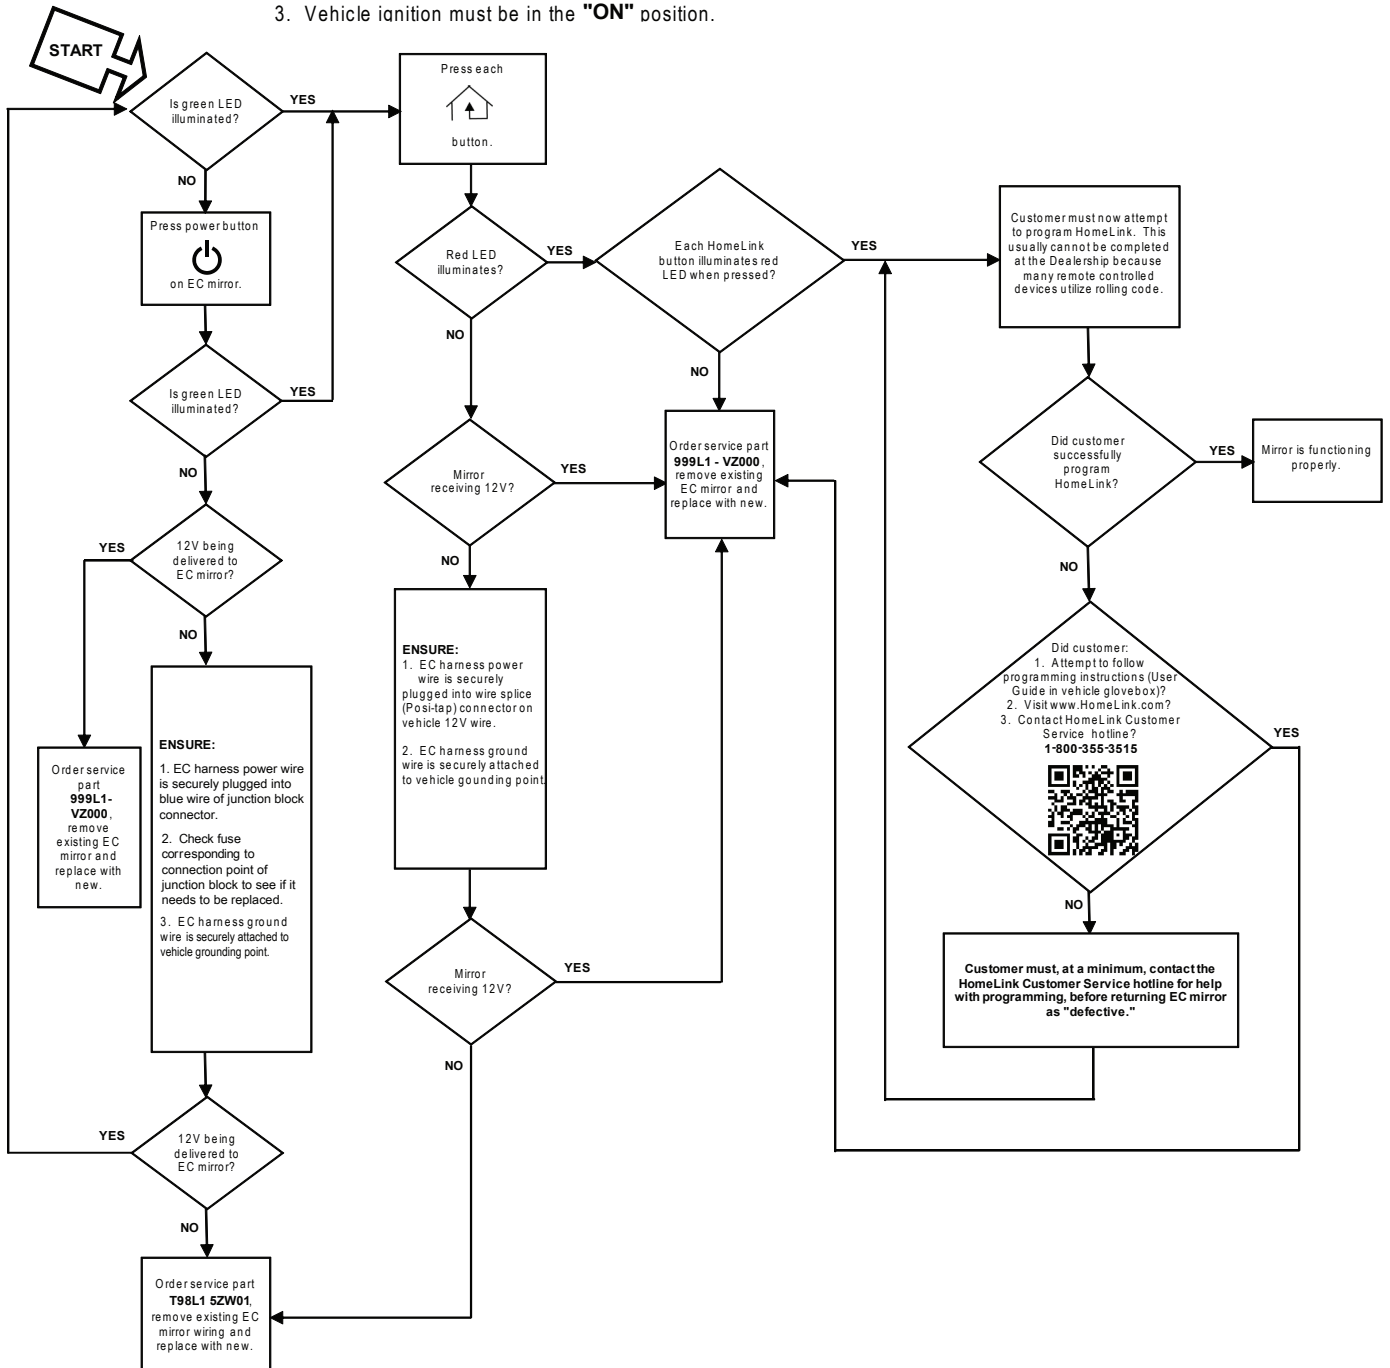 3. Vehicle ignition must be in the "ON" position.
START
Is green LED
illuminated?
YES
NO
Press power button
on EC mirror.
Is green LED
illuminated?
YES
NO
12V being
delivered to
EC mirror?
YES
NO
Order service
part
999L1-
VZ000,
remove
existing EC
mirror and
replace with
new.
ENSURE:
1. EC harness power wire
is securely plugged into
blue wire of junction block
connector.
2. Check fuse
corresponding to
connection point of
junction block to see if it
needs to be replaced.
3. EC harness ground
wire is securely attached to
vehicle grounding point.
12V being
delivered to
EC mirror?
YES
NO
Order service part
T98L1 5ZW01,
remove existing EC
mirror wiring and
replace with new.
Press each
button.
Red LED
illuminates?
YES
NO
Mirror
receiving 12V?
YES
NO
ENSURE:
1. EC harness power
wire is securely
plugged into wire splice
(Posi-tap) connector on
vehicle 12V wire.
2. EC harness ground
wire is securely attached
to vehicle gounding point.
Mirror
receiving 12V?
YES
NO
Each HomeLink
button illuminates red
LED when pressed?
YES
NO
Order service part
999L1 - VZ000,
remove existing
EC mirror and
replace with new.
Customer must now attempt
to program HomeLink. This
usually cannot be completed
at the Dealership because
many remote controlled
devices utilize rolling code.
Did customer
successfully
program
HomeLink?
YES
Mirror is functioning
properly.
NO
Did customer:
1. Attempt to follow
programming instructions (User
Guide in vehicle glovebox)?
2. Visit www.HomeLink.com?
3. Contact HomeLink Customer
Service hotline?
1-800-355-3515
YES
NO
Customer must, at a minimum, contact the
HomeLink Customer Service hotline for help
with programming, before returning EC mirror
as "defective."